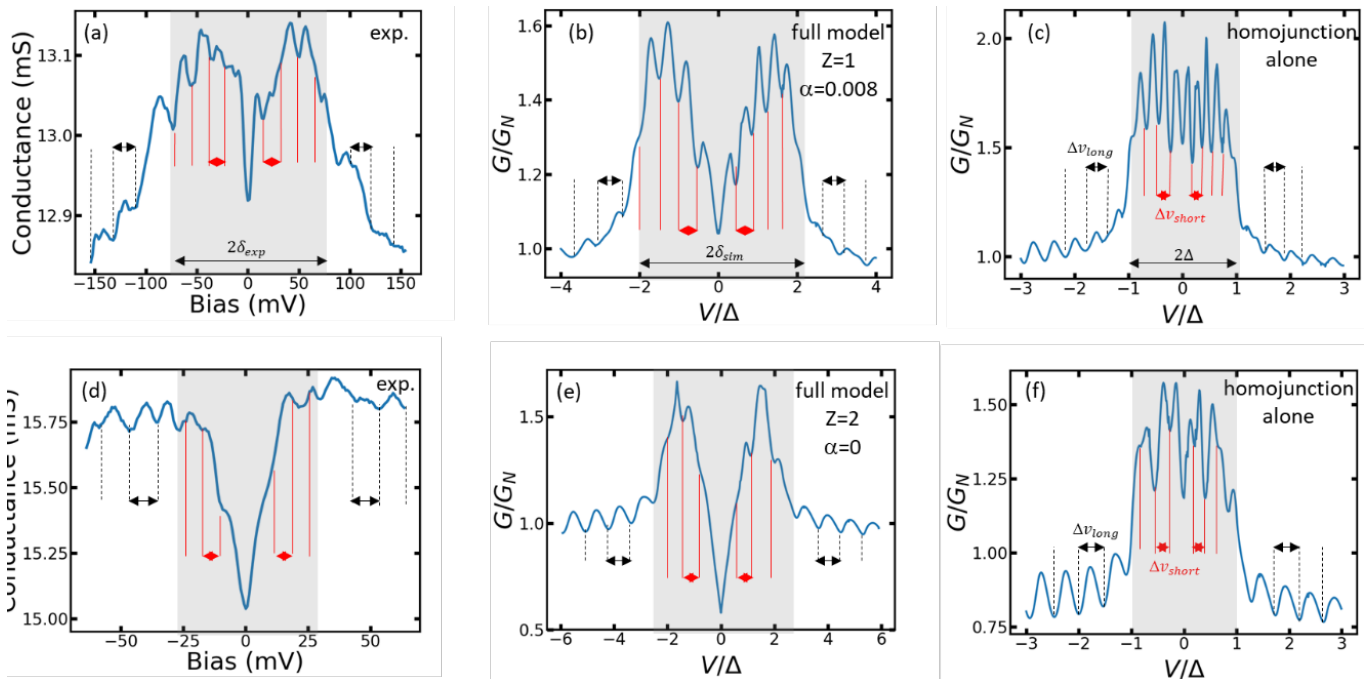 (a) exp.
13.1
13.0
12.9
Conductance (mS)
2δexp
−150 −100 −50 0 50 100 150
Bias (mV)
(b) full model
Z=1
α=0.008
1.6
1.4
1.2
1.0
G/GN
2δsim
−4 −2 0 2 4
V/Δ
(c) homojunction
alone
2.0
1.5
1.0
G/GN
Δvlong
Δvshort
2Δ
−3 −2 −1 0 1 2 3
V/Δ
(d) exp.
15.75
15.50
15.25
15.00
Conductance (mS)
−50 −25 0 25 50
Bias (mV)
(e) full model
Z=2
α=0
1.5
1.0
0.5
G/GN
−6 −4 −2 0 2 4 6
V/Δ
(f) homojunction
alone
1.50
1.25
1.00
0.75
G/GN
Δvlong
Δvshort
−3 −2 −1 0 1 2 3
V/Δ